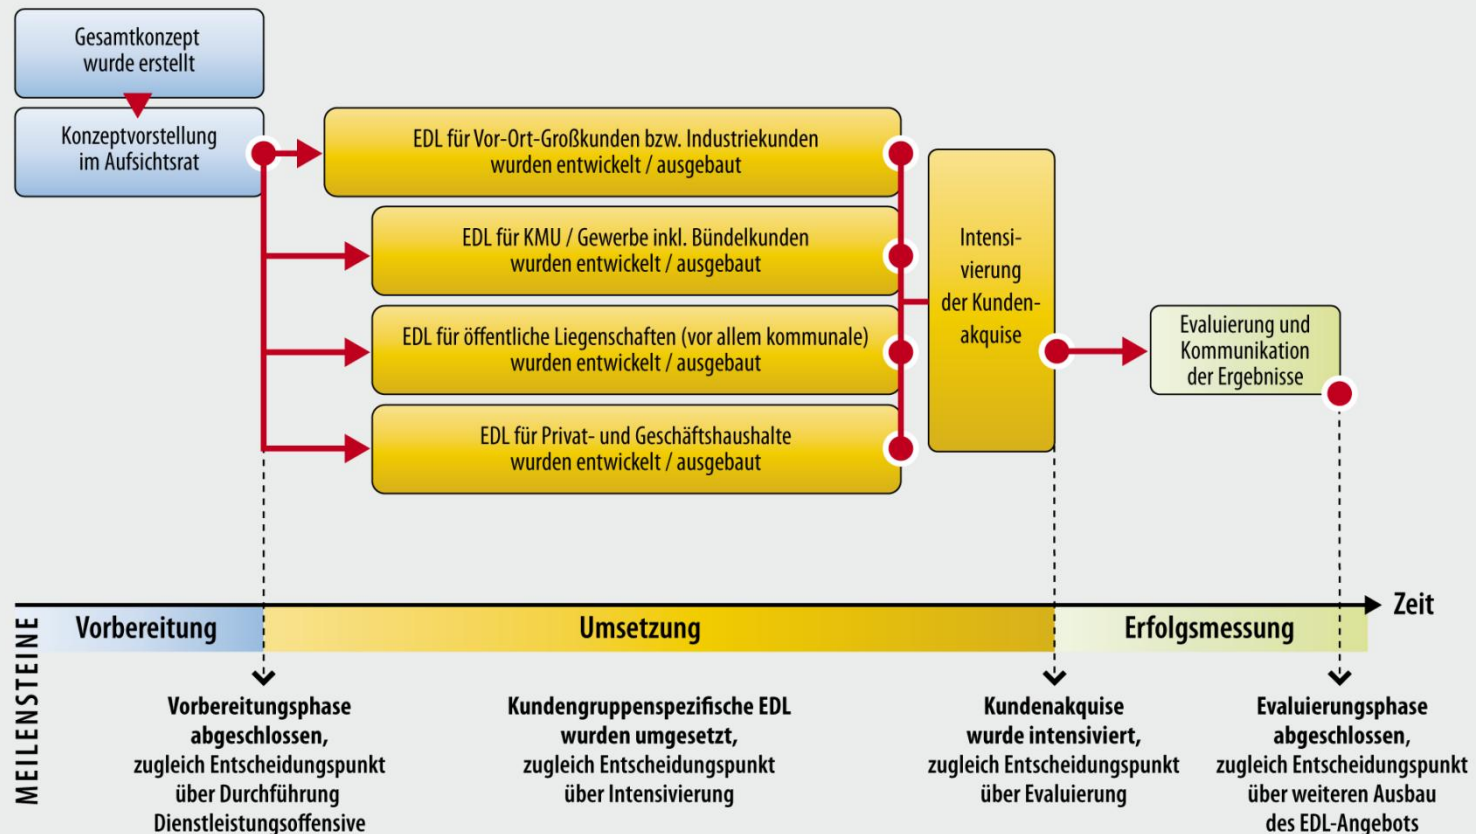 Gesamtkonzept
wurde erstellt
Konzeptvorstellung
im Aufsichtsrat
EDL für Vor-Ort-Großkunden bzw. Industriekunden
wurden entwickelt / ausgebaut
EDL für KMU / Gewerbe inkl. Bündelkunden
wurden entwickelt / ausgebaut
EDL für öffentliche Liegenschaften (vor allem kommunale)
wurden entwickelt / ausgebaut
EDL für Privat- und Geschäftshaushalte
wurden entwickelt / ausgebaut
Intensi-
vierung
der Kunden-
akquise
Evaluierung und
Kommunikation
der Ergebnisse
Zeit
Vorbereitung
Umsetzung
Erfolgsmessung
MEILENSTEINE
Vorbereitungsphase
abgeschlossen,
zugleich Entscheidungspunkt
über Durchführung
Dienstleistungsoffensive
Kundengruppenspezifische EDL
wurden umgesetzt,
zugleich Entscheidungspunkt
über Intensivierung
Kundenakquise
wurde intensiviert,
zugleich Entscheidungspunkt
über Evaluierung
Evaluierungsphase
abgeschlossen,
zugleich Entscheidungspunkt
über weiteren Ausbau
des EDL-Angebots